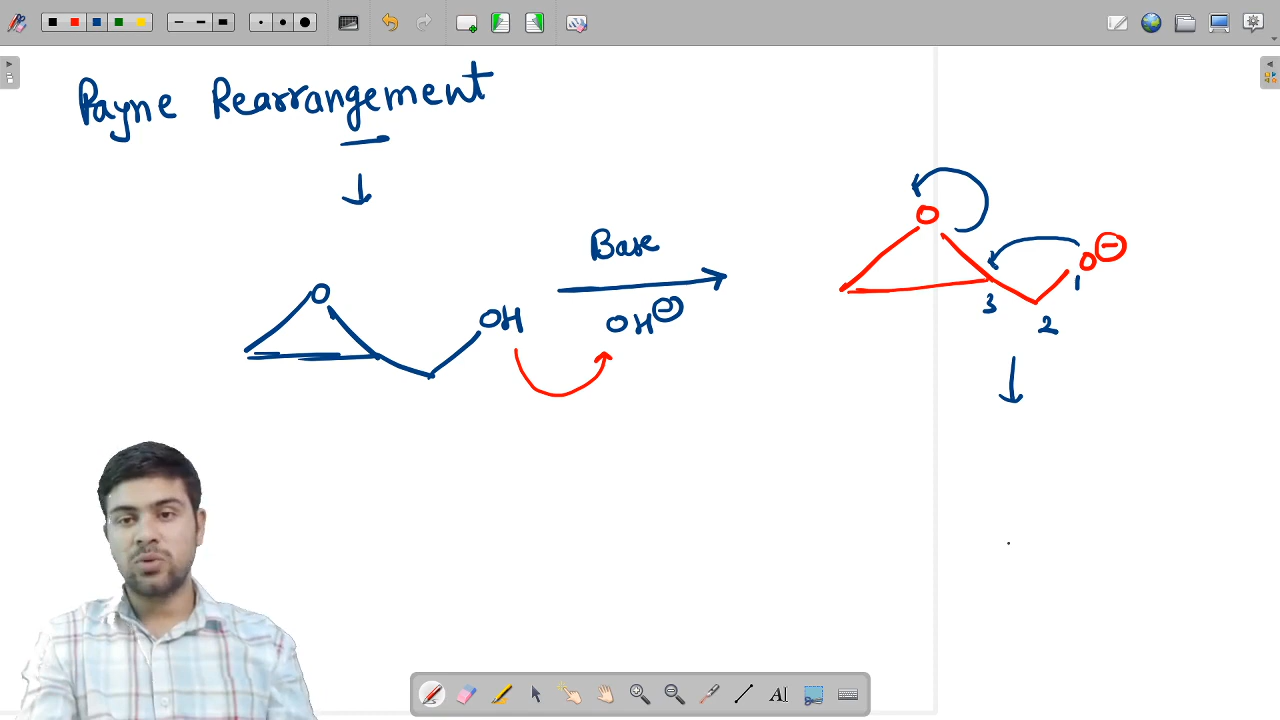 Payne Rearrangement
O
OH
Base
OH⊖
O
O⊖
1
2
3